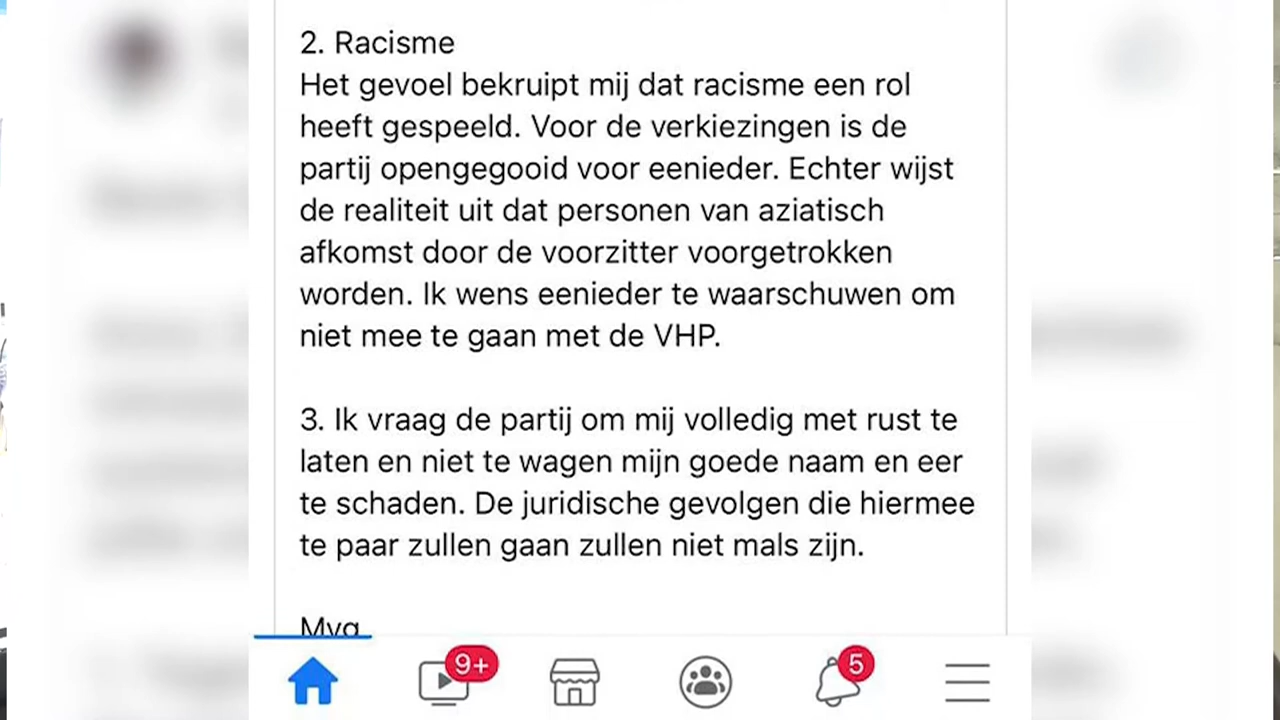 2. Racisme
Het gevoel bekruipt mij dat racisme een rol
heeft gespeeld. Voor de verkiezingen is de
partij opengegooid voor eenieder. Echter wijst
de realiteit uit dat personen van aziatisch
afkomst door de voorzitter voorgetrokken
worden. Ik wens eenieder te waarschuwen om
niet mee te gaan met de VHP.
3. Ik vraag de partij om mij volledig met rust te
laten en niet te wagen mijn goede naam en eer
te schaden. De juridische gevolgen die hiermee
te paar zullen gaan zullen niet mals zijn.
Mvg
9+
5